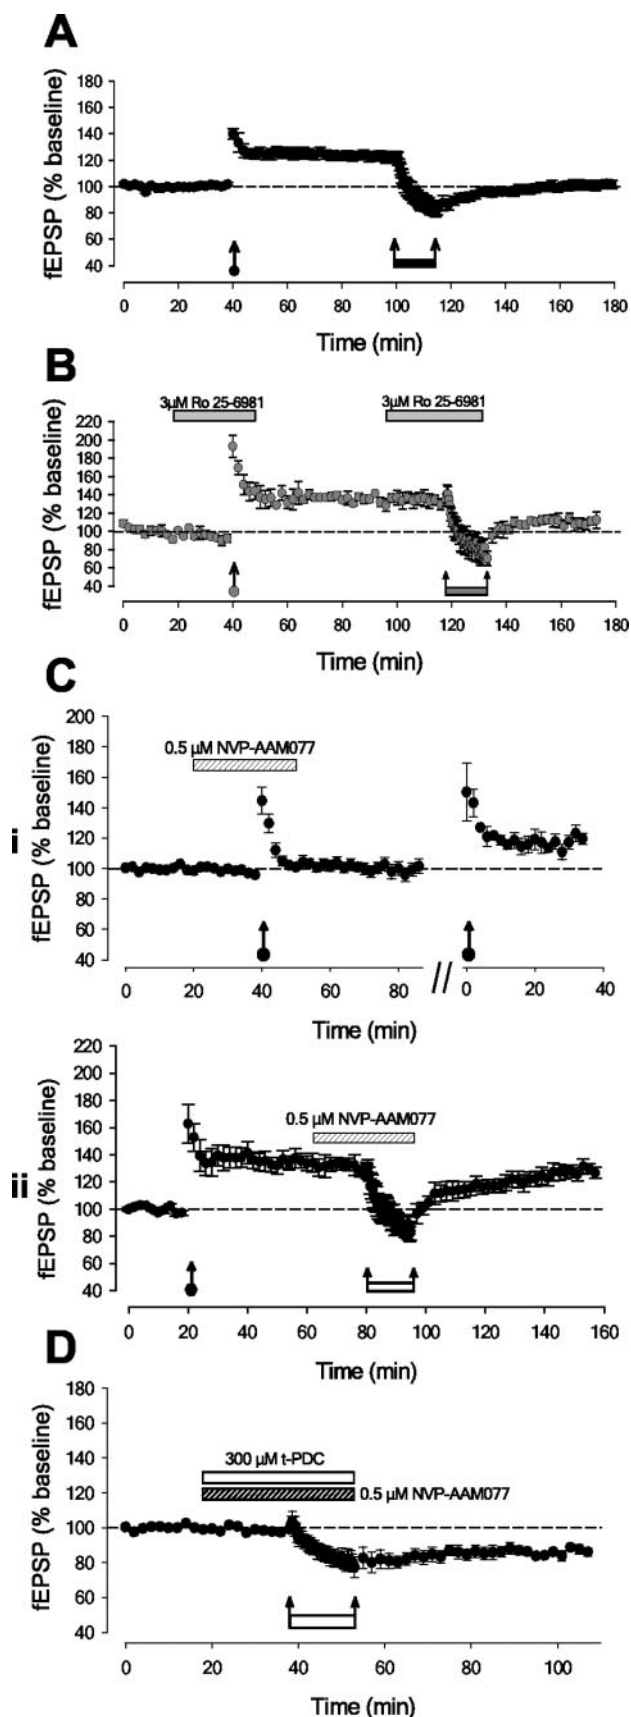 A
fEPSP (% baseline)
180
160
140
120
100
80
60
40
0 20 40 60 80 100 120 140 160 180
Time (min)
B
3μM Ro 25-6981 3μM Ro 25-6981
fEPSP (% baseline)
220
200
180
160
140
120
100
80
60
40
0 20 40 60 80 100 120 140 160 180
Time (min)
C
i
fEPSP (% baseline)
200
180
160
140
120
100
80
60
40
0.5 μM NVP-AAM077
0 20 40 60 80 // 0 20 40
Time (min)
ii
fEPSP (% baseline)
220
200
180
160
140
120
100
80
60
40
0.5 μM NVP-AAM077
0 20 40 60 80 100 120 140 160
Time (min)
D
fEPSP (% baseline)
180
160
140
120
100
80
60
40
300 μM t-PDC
0.5 μM NVP-AAM077
0 20 40 60 80 100
Time (min)